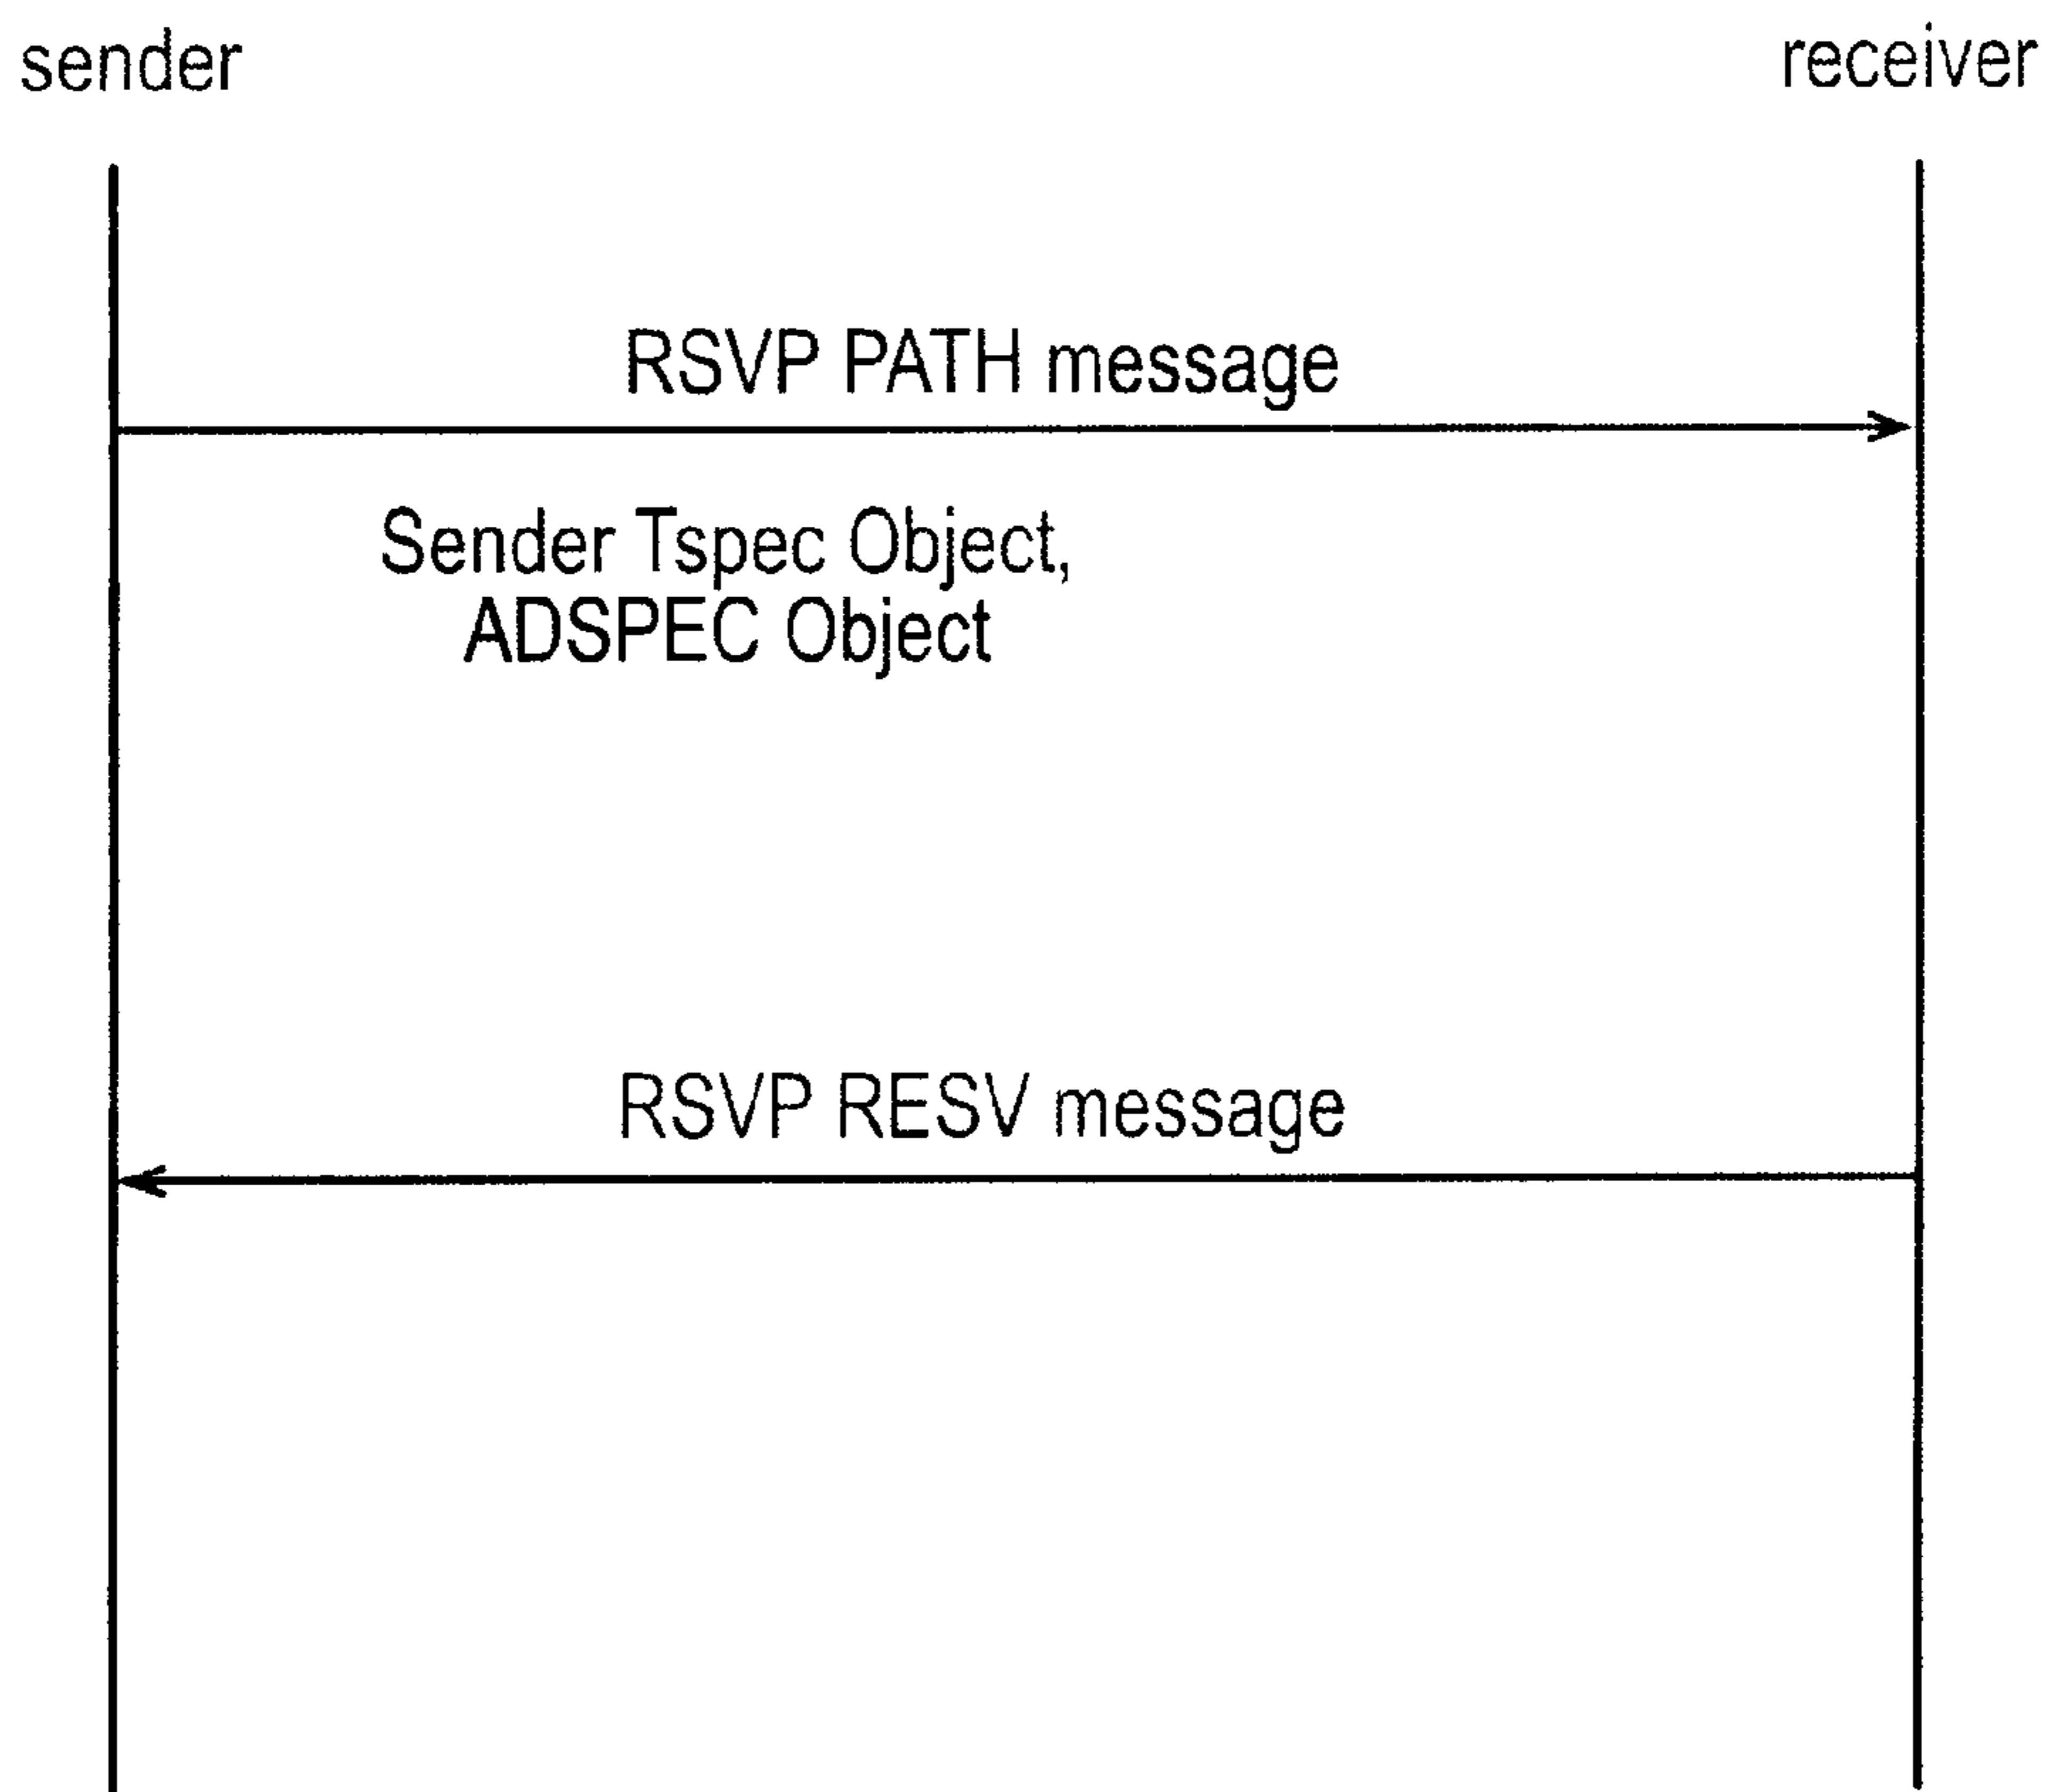 sender
receiver
RSVP PATH message
Sender Tspec Object,
ADSPEC Object
RSVP RESV message